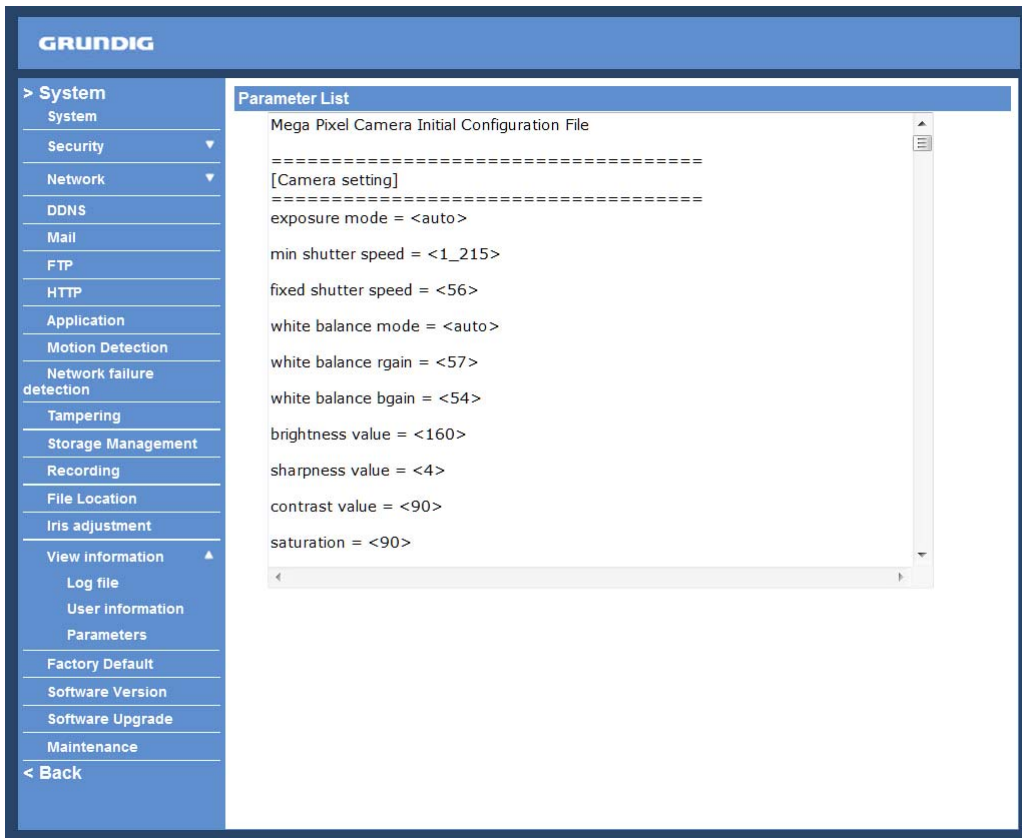 GRUNDIG
> System
System
Security
Network
DDNS
Mail
FTP
HTTP
Application
Motion Detection
Network failure
detection
Tampering
Storage Management
Recording
File Location
Iris adjustment
View information
Log file
User information
Parameters
Factory Default
Software Version
Software Upgrade
Maintenance
< Back
Parameter List
Mega Pixel Camera Initial Configuration File
====================================
[Camera setting]
====================================
exposure mode = <auto>
min shutter speed = <1_215>
fixed shutter speed = <56>
white balance mode = <auto>
white balance rgain = <57>
white balance bgain = <54>
brightness value = <160>
sharpness value = <4>
contrast value = <90>
saturation = <90>